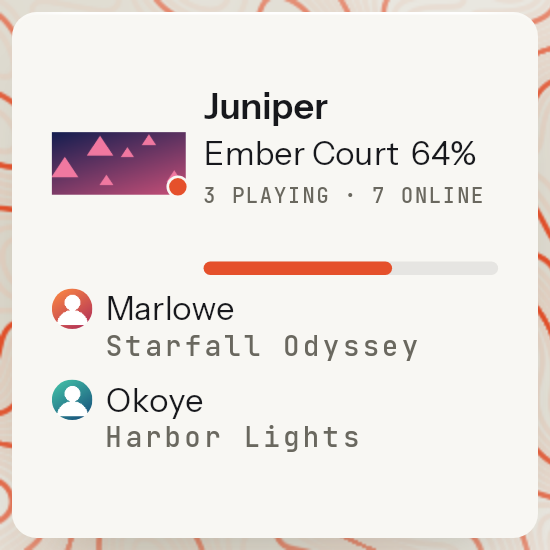 Juniper
Ember Court 64%
3 PLAYING · 7 ONLINE
Marlowe
Starfall Odyssey
Okoye
Harbor Lights